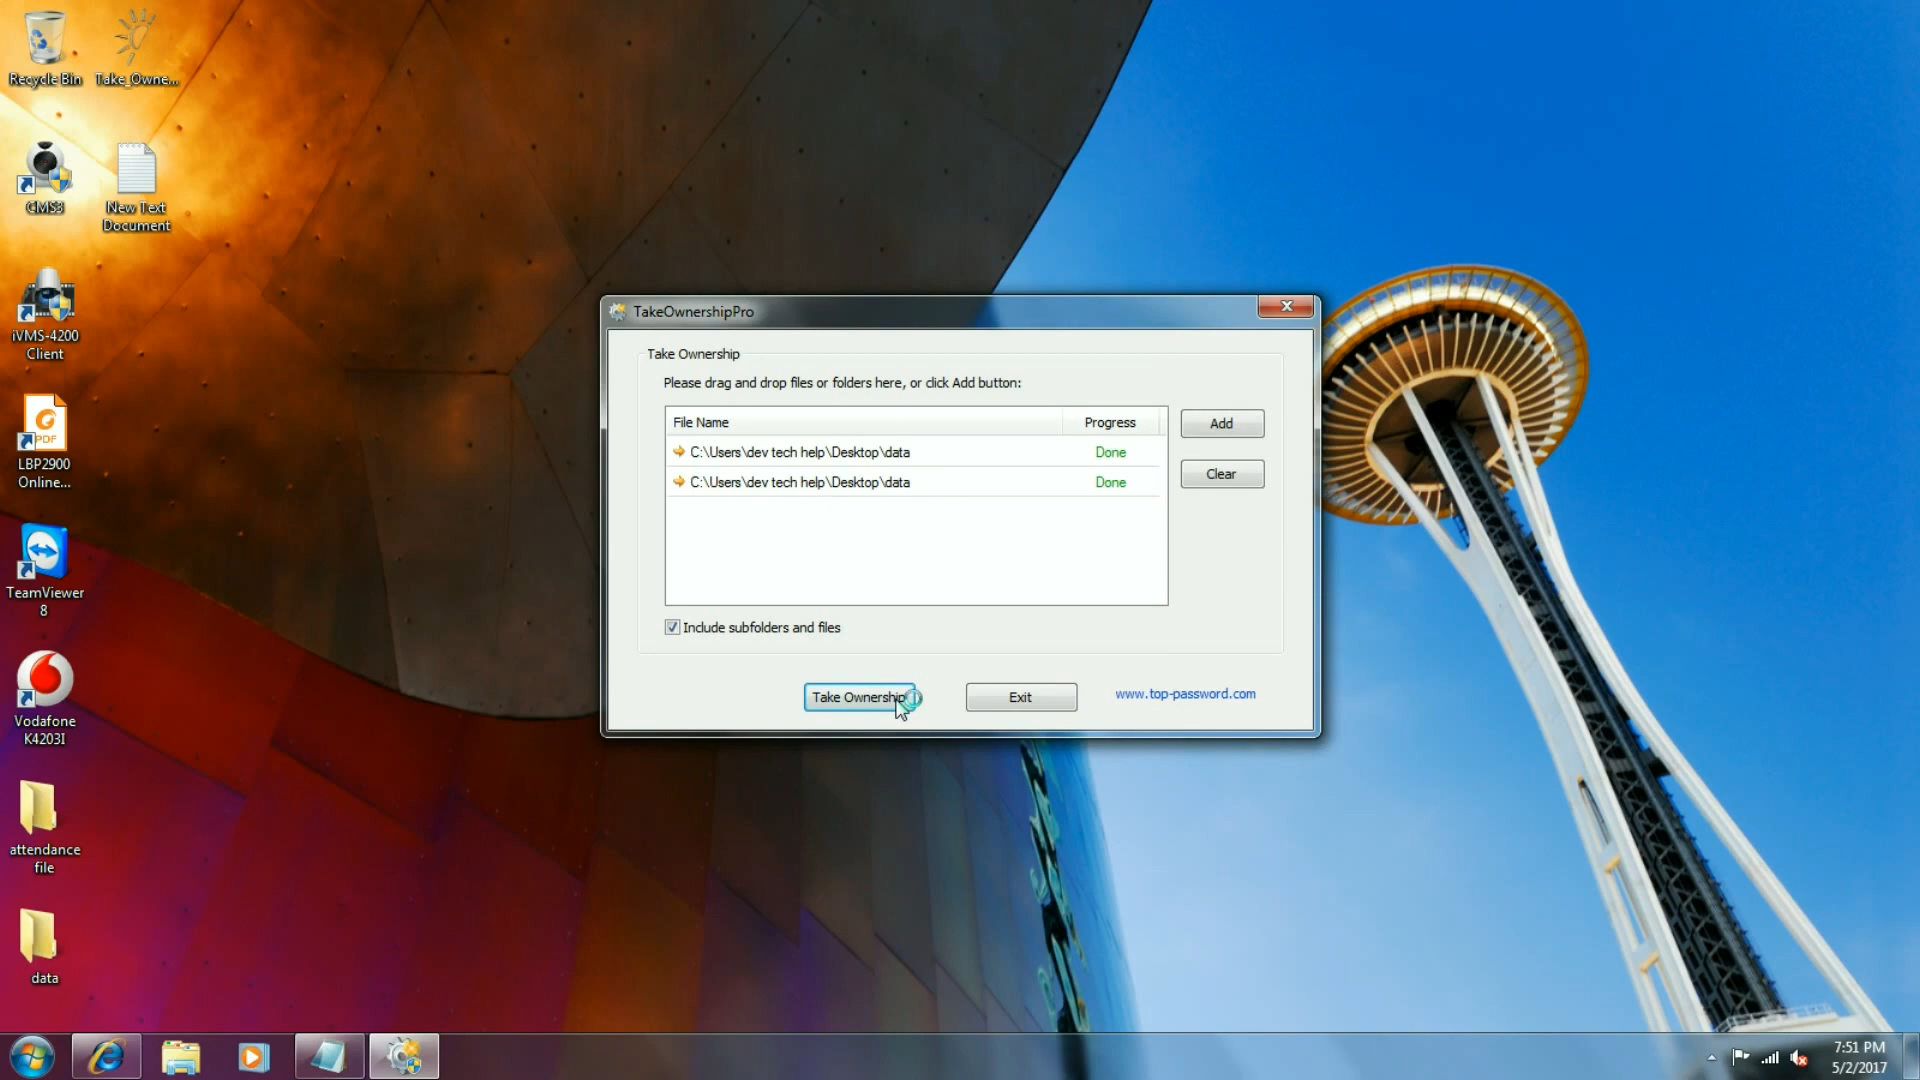 Recycle Bin
Take_Owne...
CMS3
New Text
Document
iVMS-4200
Client
PDF
LBP2900
Online...
TeamViewer
8
Vodafone
K4203I
attendance
file
data
TakeOwnershipPro
Take Ownership
Please drag and drop files or folders here, or click Add button:
File Name Progress
C:\Users\dev tech help\Desktop\data Done
C:\Users\dev tech help\Desktop\data Done
Add
Clear
Include subfolders and files
Take Ownership
Exit
www.top-password.com
7:51 PM
5/2/2017